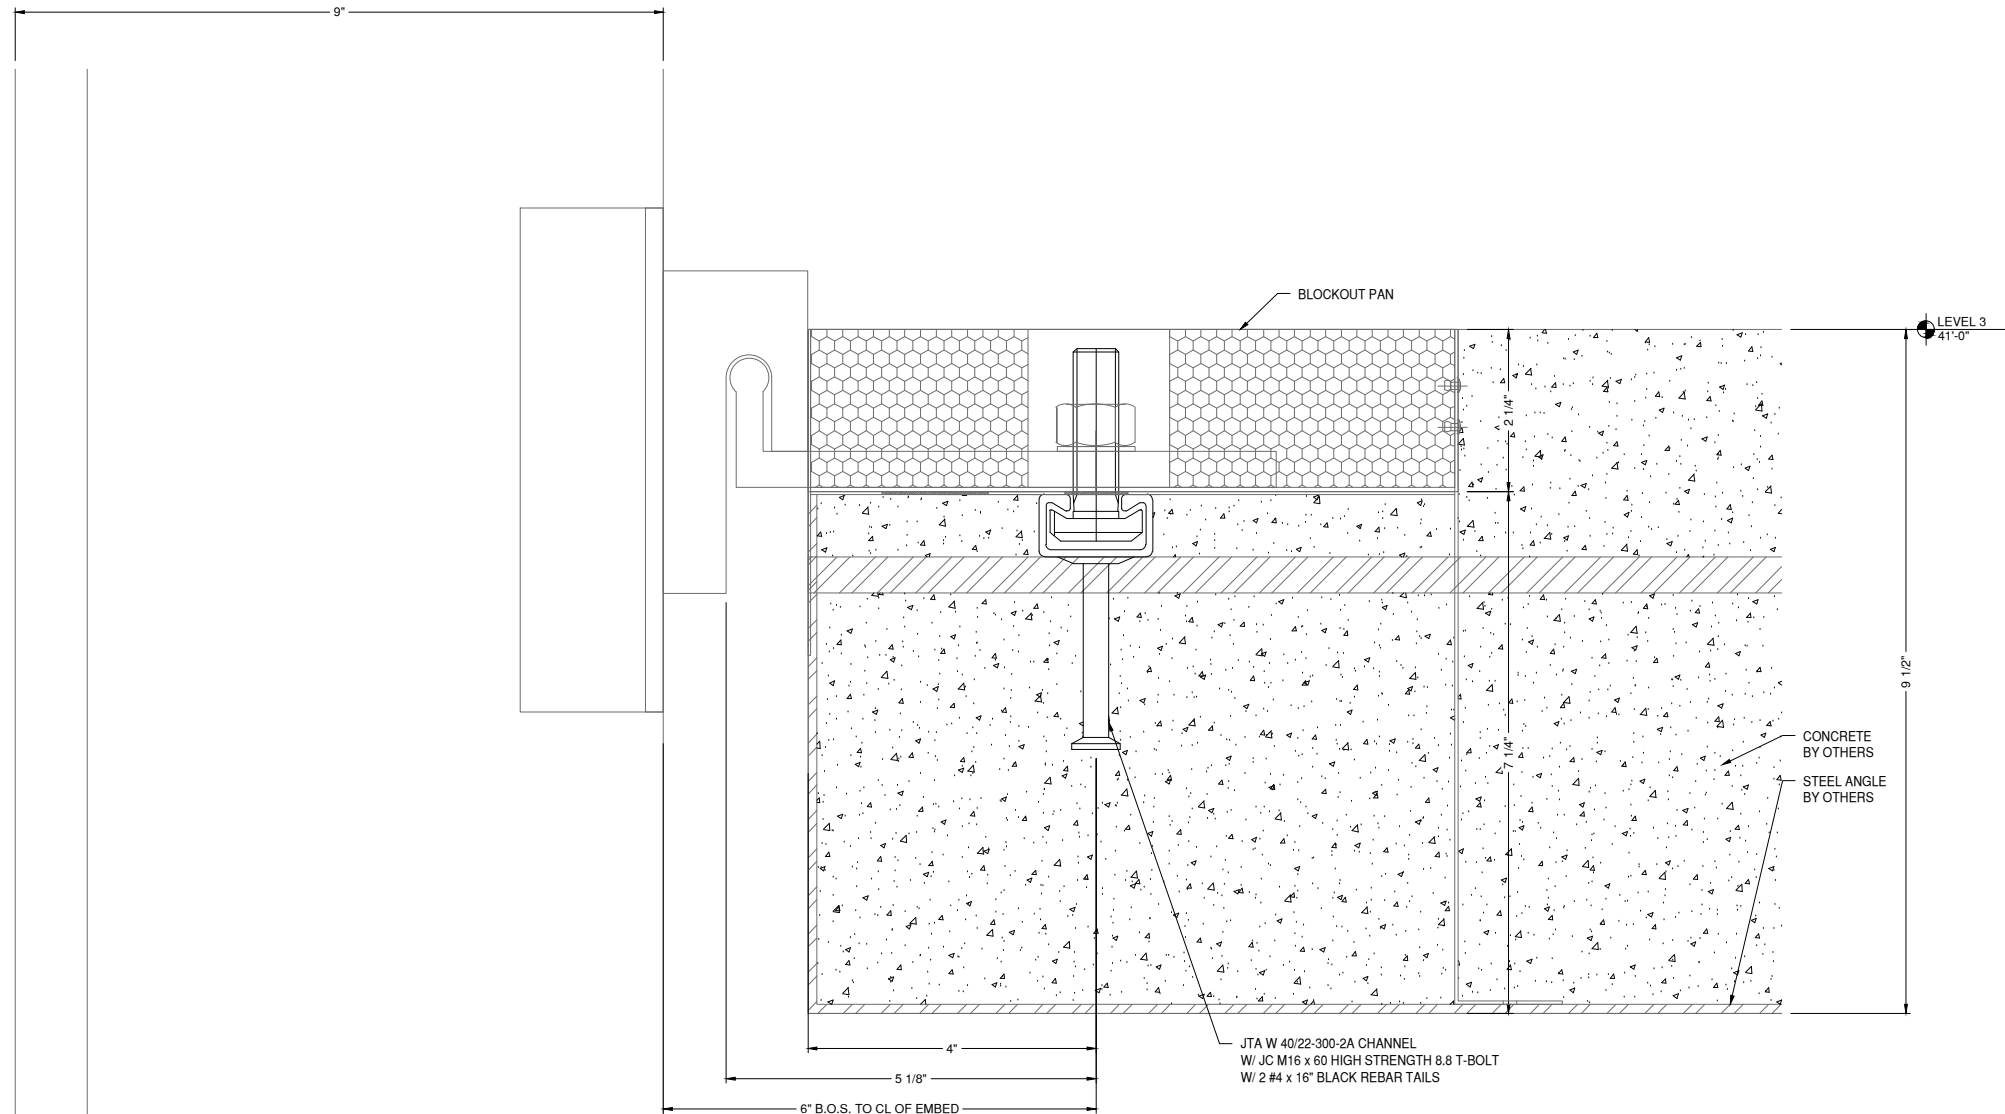 9"
BLOCKOUT PAN
LEVEL 3
41'-0"
2 1/4"
9 1/2"
7 1/4"
CONCRETE
BY OTHERS
STEEL ANGLE
BY OTHERS
4"
JTA W 40/22-300-2A CHANNEL
W/ JC M16 x 60 HIGH STRENGTH 8.8 T-BOLT
W/ 2 #4 x 16" BLACK REBAR TAILS
5 1/8"
6" B.O.S. TO CL OF EMBED